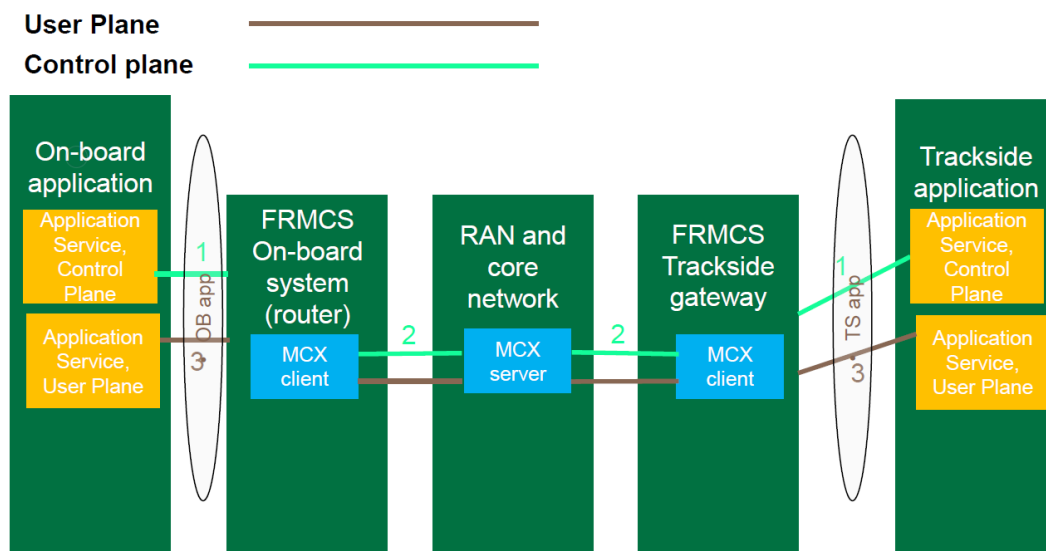 User Plane
Control plane
On-board
application
Application
Service,
Control
Plane
Application
Service,
User Plane
1
OB app
3
FRMCS
On-board
system
(router)
MCX
client
2
RAN and
core
network
MCX
server
2
FRMCS
Trackside
gateway
MCX
client
1
TS app
3
Trackside
application
Application
Service,
Control
Plane
Application
Service,
User Plane